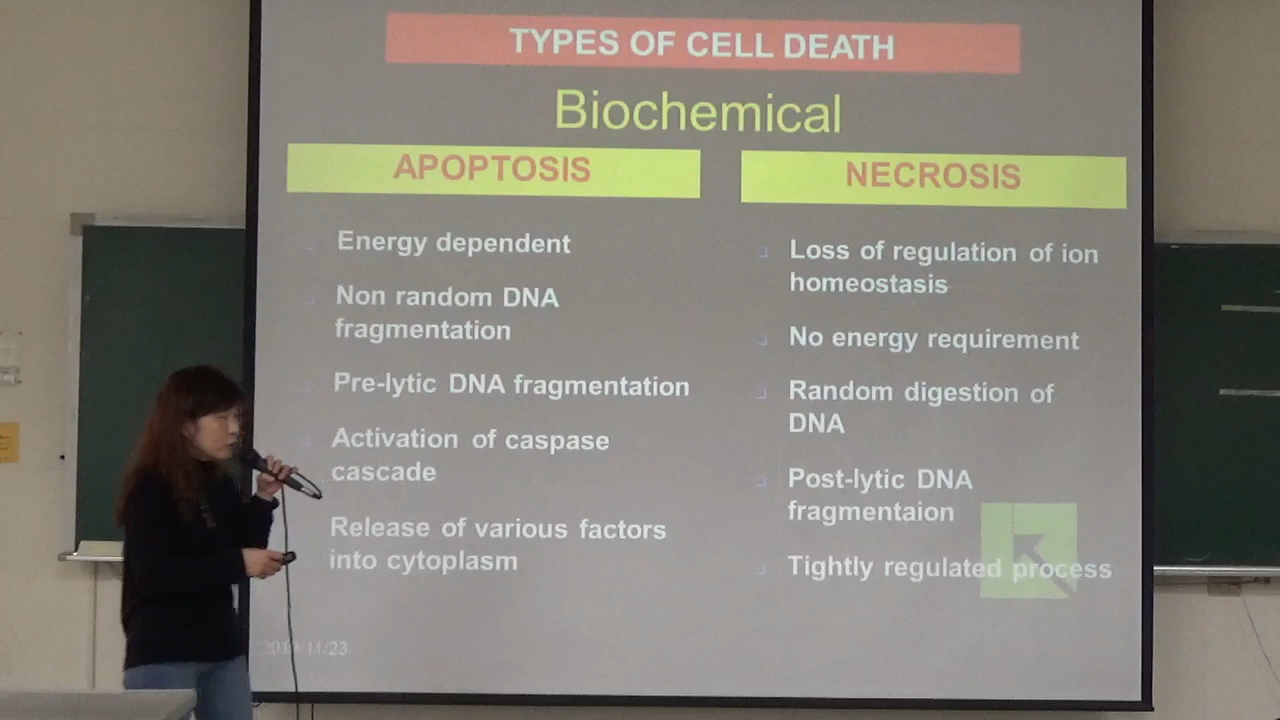 TYPES OF CELL DEATH
Biochemical
APOPTOSIS
Energy dependent
Non random DNA
fragmentation
Pre-lytic DNA fragmentation
Activation of caspase
cascade
Release of various factors
into cytoplasm
NECROSIS
Loss of regulation of ion
homeostasis
No energy requirement
Random digestion of
DNA
Post-lytic DNA
fragmentaion
Tightly regulated process